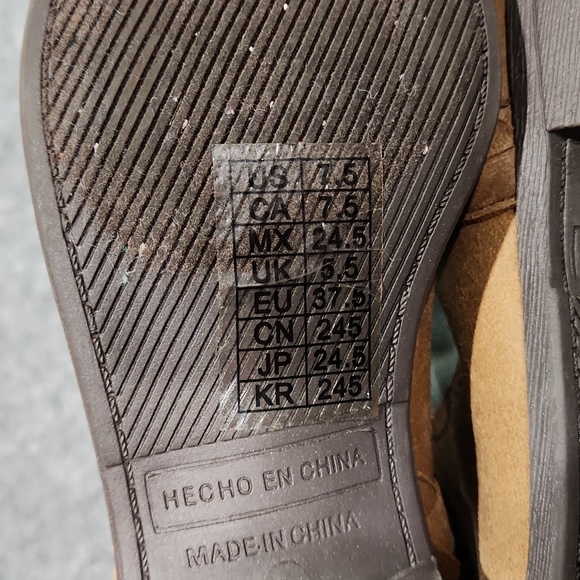 US 7.5
CA 7.5
MX 24.5
UK 5.5
EU 37.5
CN 245
JP 24.5
KR 245
HECHO EN CHINA
MADE IN CHINA